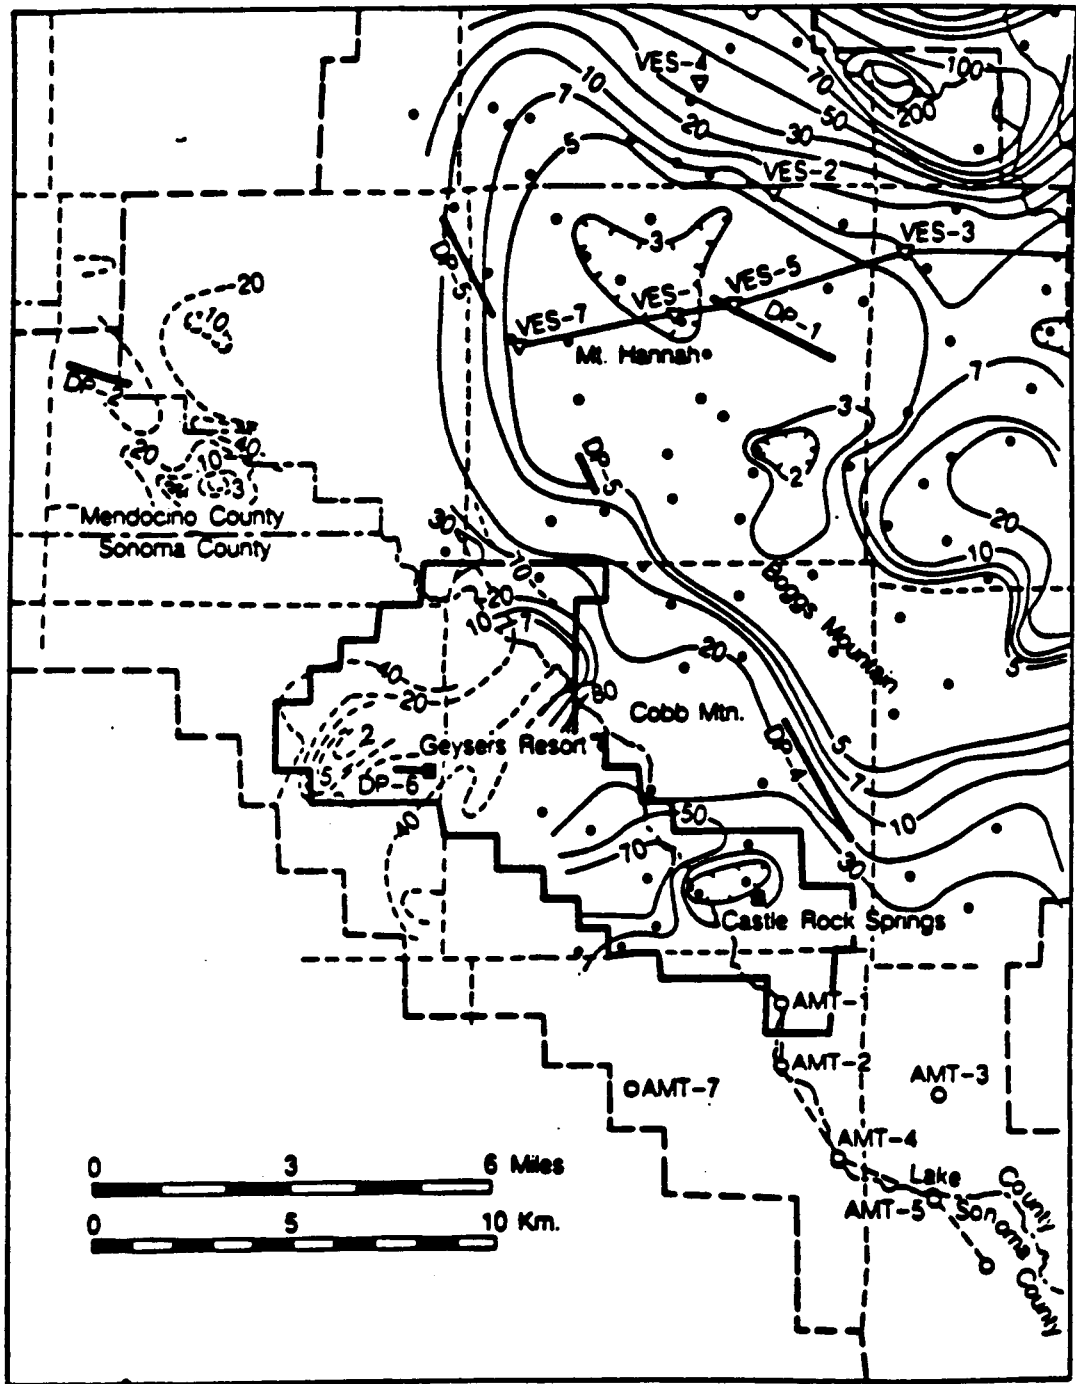 VES-4
100
10
70
7
200
20
50
30
5
VES-2
VES-3
3
DP-5
20
VES-5
10
VES-1
DP-1
VES-7
Mt. Hannah
7
DP-2
3
20
40
10
DP-5
2
3
20
Mendocino County
30
Sonoma County
10
10
20
Boggs Mountain
10
7
5
40
20
20
80
Cobb Mtn.
2
Geysers Resort
DP-4
5
5
DP-6
7
40
50
10
70
30
Castle Rock Springs
AMT-1
AMT-2
AMT-3
AMT-7
AMT-4
0 3 6 Miles
Lake County
AMT-5
Sonoma County
0 5 10 Km.